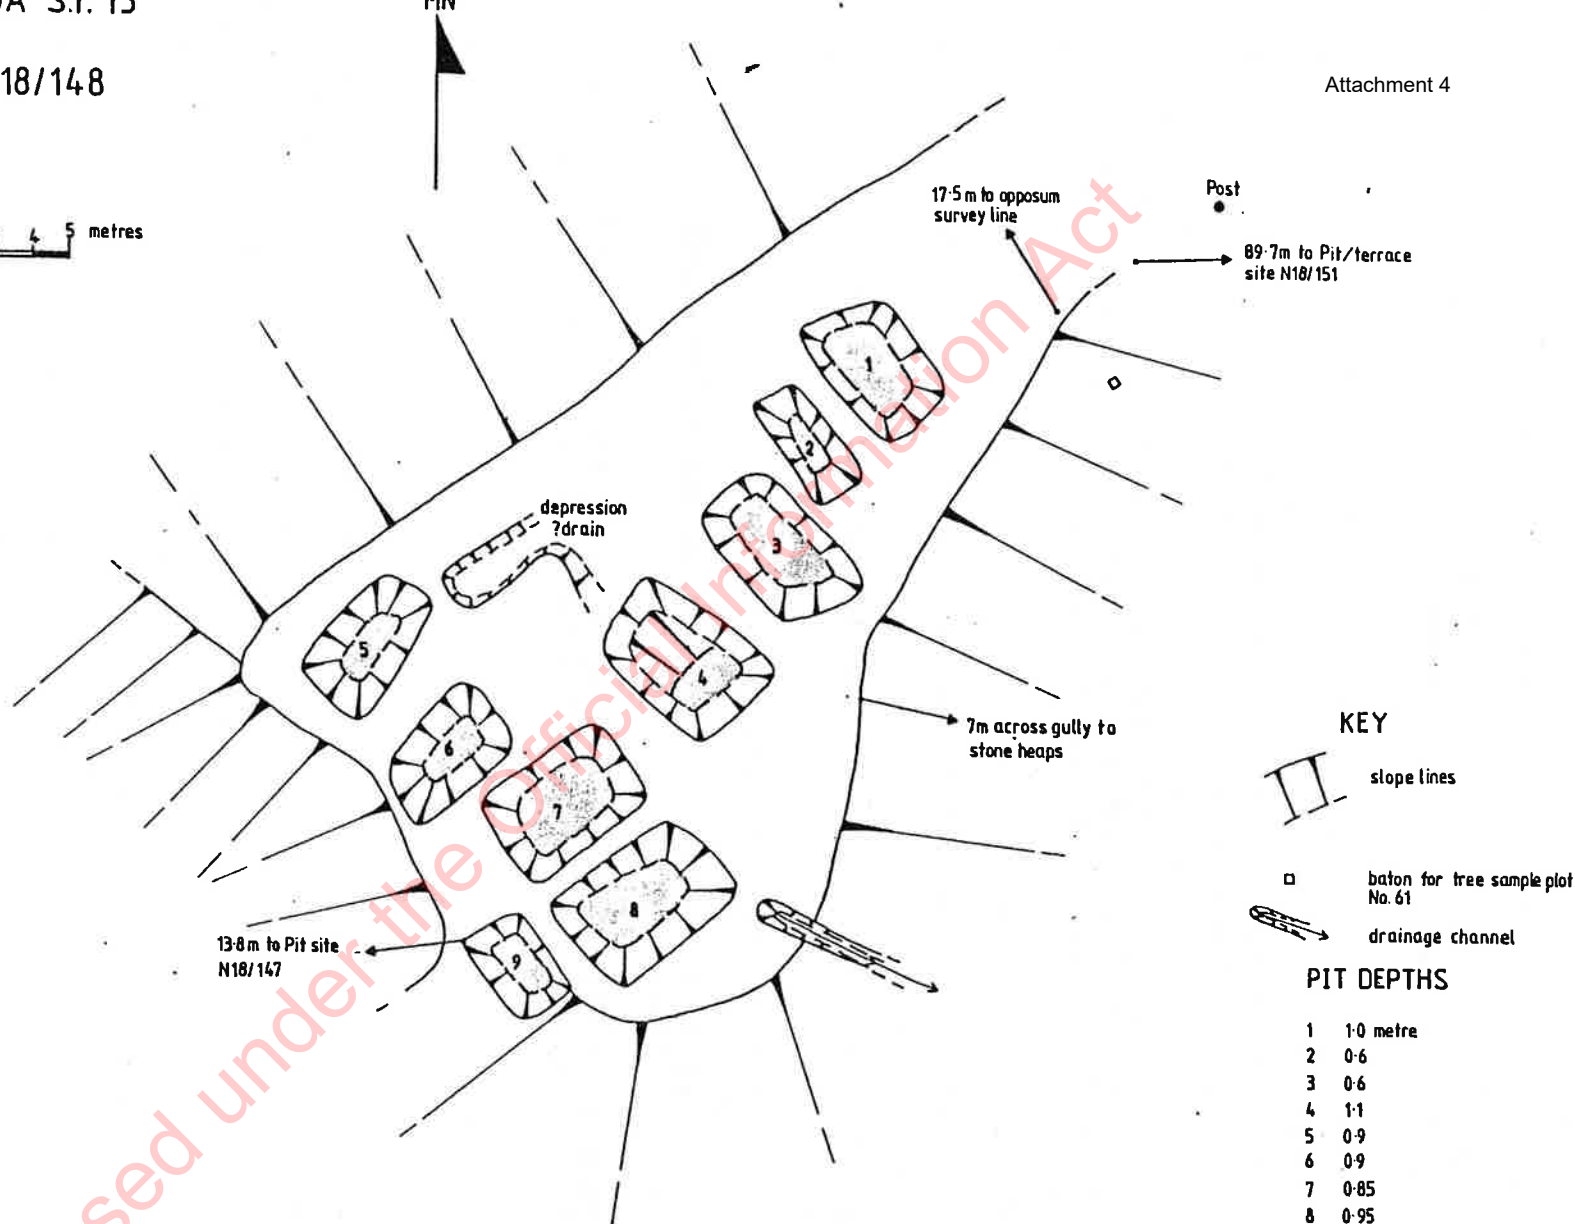 S.F. 15
MN
18/148
Attachment 4
4 5 metres
17·5m to opposum
survey line
Post
89·7m to Pit/terrace
site N18/151
1
2
3
4
5
6
7
8
9
depression
?drain
7m across gully to
stone heaps
13·8m to Pit site
N18/147
KEY
slope lines
baton for tree sample plot
No. 61
drainage channel
PIT DEPTHS
1 1·0 metre
2 0·6
3 0·6
4 1·1
5 0·9
6 0·9
7 0·85
8 0·95
sed under the Official Information Act